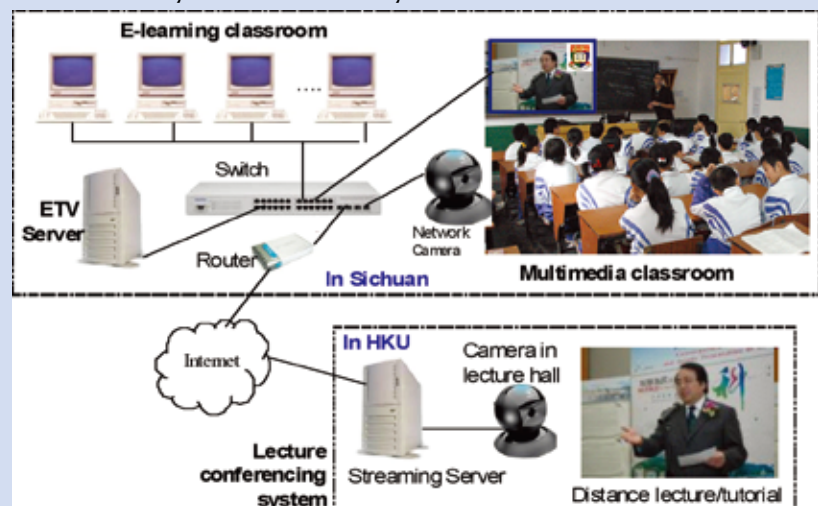 E-learning classroom
....
Switch
ETV
Server
Router
Network
Camera
In Sichuan
Multimedia classroom
Internet
In HKU
Camera in
lecture hall
Lecture
conferencing
system
Streaming Server
Distance lecture/tutorial